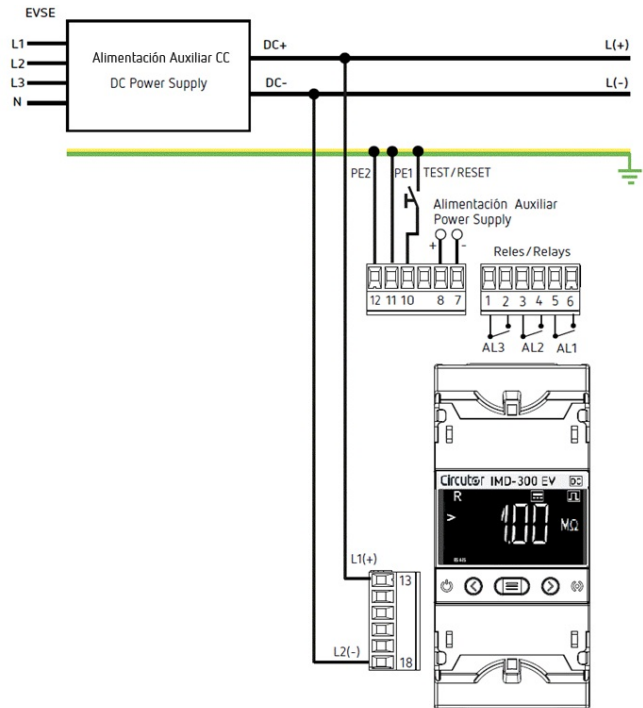 EVSE
L1
L2
L3
N
Alimentación Auxiliar CC
DC Power Supply
DC+
L(+)
DC-
L(-)
PE2
PE1
TEST/RESET
Alimentación Auxiliar
Power Supply
+ -
Reles/Relays
12 11 10 8 7
1 2 3 4 5 6
AL3 AL2 AL1
Circutor IMD-300 EV DC
R
> 1.00 MΩ
L1(+)
13
L2(-)
18